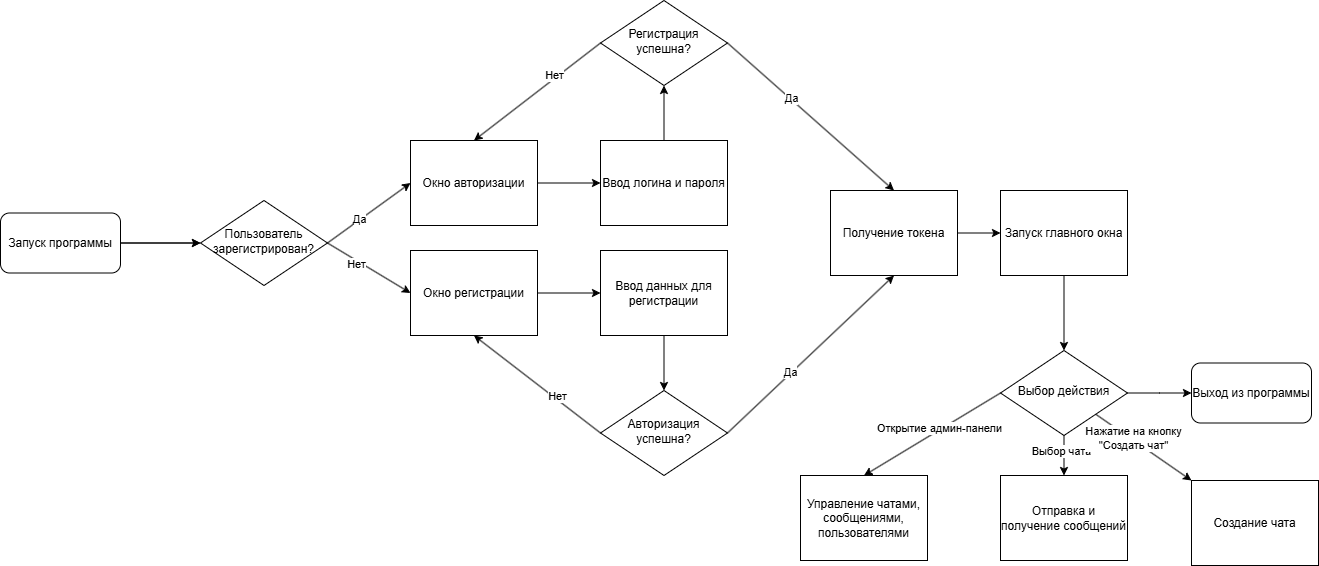 Регистрация
успешна?
Нет
Да
Окно авторизации
Ввод логина и пароля
Запуск программы
Пользователь
зарегистрирован?
Да
Нет
Получение токена
Запуск главного окна
Окно регистрации
Ввод данных для
регистрации
Нет
Да
Авторизация
успешна?
Выбор действия
Выход из программы
Открытие админ-панели
Выбор чата
Нажатие на кнопку
"Создать чат"
Управление чатами,
сообщениями,
пользователями
Отправка и
получение сообщений
Создание чата